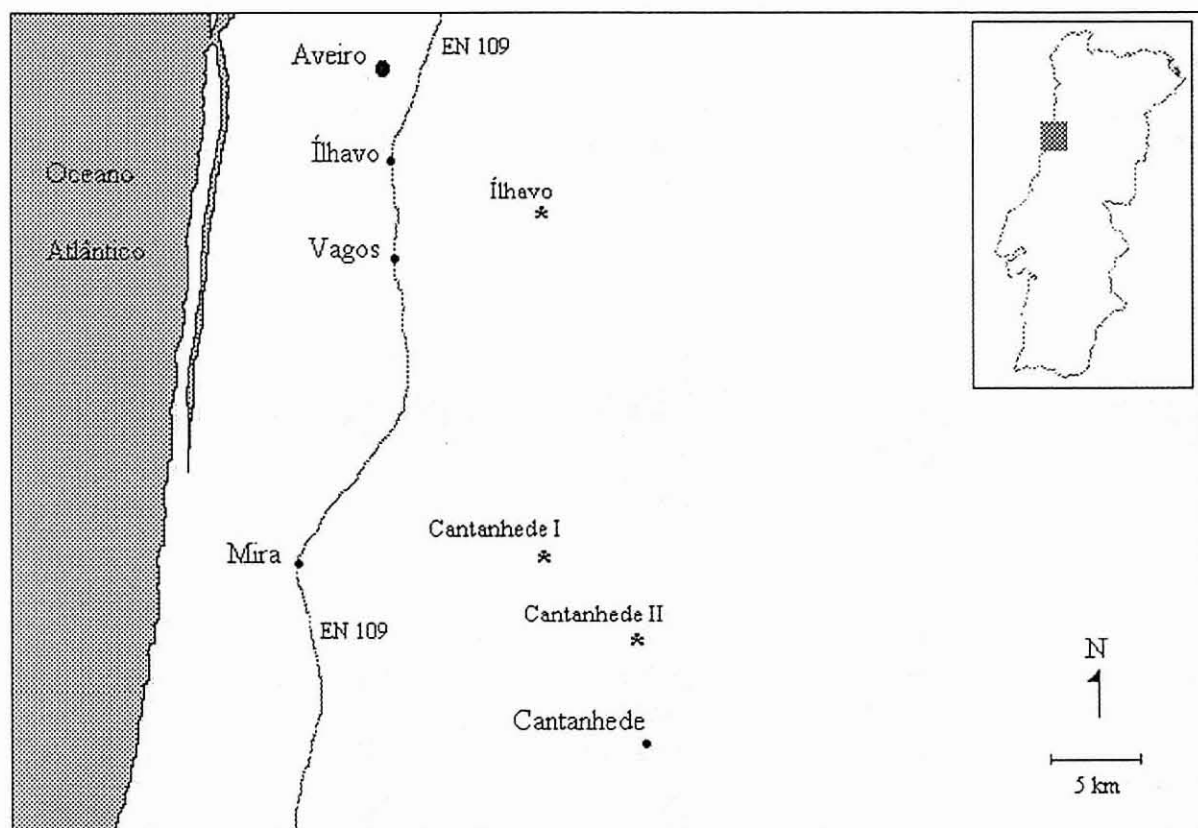 EN 109
Aveiro
Ílhavo
Oceano
Atlântico
Ílhavo
*
Vagos
Cantanhede I
*
Mira
Cantanhede II
*
EN 109
N
Cantanhede
5 km